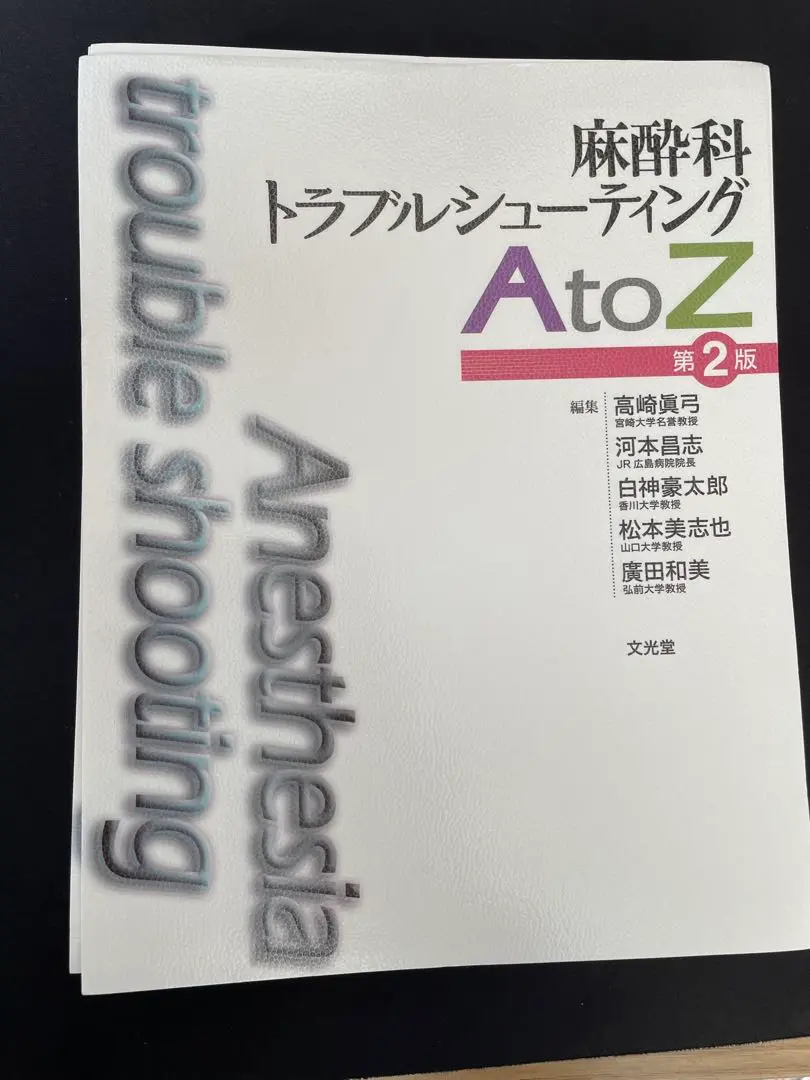 麻酔科
トラブルシューティング
AtoZ
第2版
編集
高崎眞弓
宮崎大学名誉教授
河本昌志
JR広島病院院長
白神豪太郎
香川大学教授
松本美志也
山口大学教授
廣田和美
弘前大学教授
文光堂
Anesthesia
trouble shooting